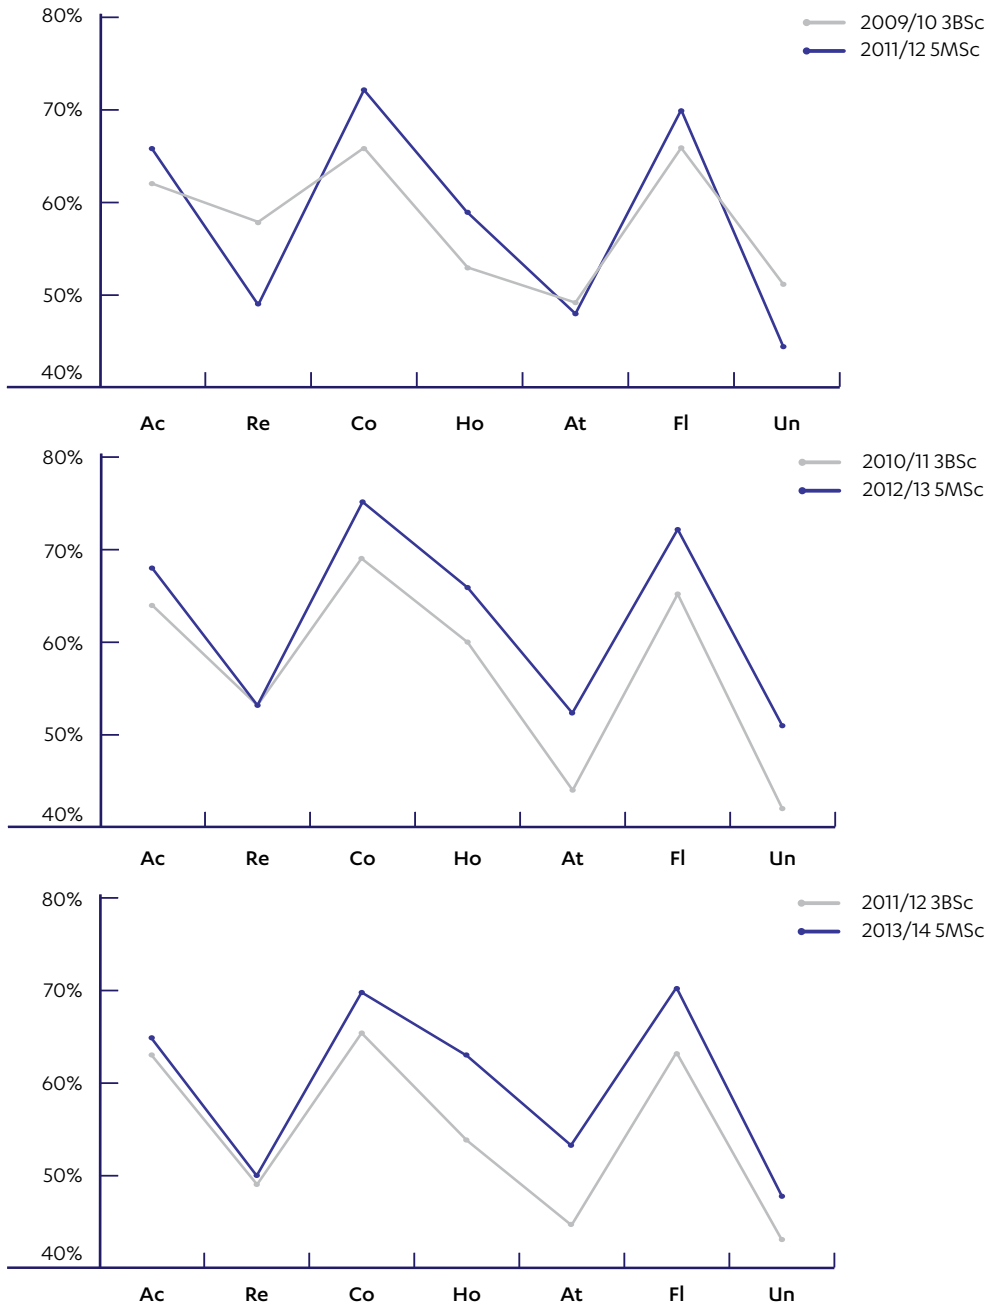 80%
2009/10 3BSc
2011/12 5MSc
70%
60%
50%
40%
Ac Re Co Ho At Fl Un
80%
2010/11 3BSc
2012/13 5MSc
70%
60%
50%
40%
Ac Re Co Ho At Fl Un
80%
2011/12 3BSc
2013/14 5MSc
70%
60%
50%
40%
Ac Re Co Ho At Fl Un